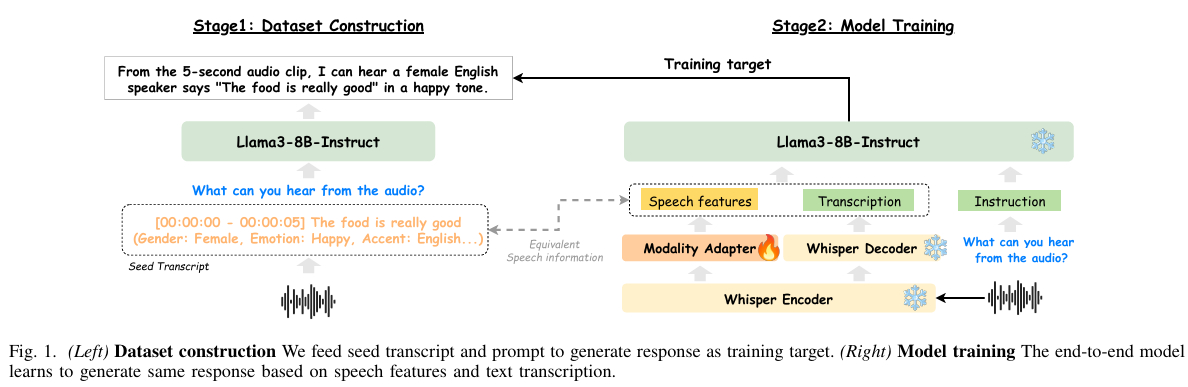 Stage1: Dataset Construction
From the 5-second audio clip, I can hear a female English
speaker says "The food is really good" in a happy tone.
Llama3-8B-Instruct
What can you hear from the audio?
[00:00:00 - 00:00:05] The food is really good
(Gender: Female, Emotion: Happy, Accent: English...)
Seed Transcript
Equivalent
Speech information
Stage2: Model Training
Training target
Llama3-8B-Instruct
Speech features
Transcription
Instruction
Modality Adapter
Whisper Decoder
What can you hear
from the audio?
Whisper Encoder
Fig. 1. (Left) Dataset construction We feed seed transcript and prompt to generate response as training target. (Right) Model training The end-to-end model
learns to generate same response based on speech features and text transcription.